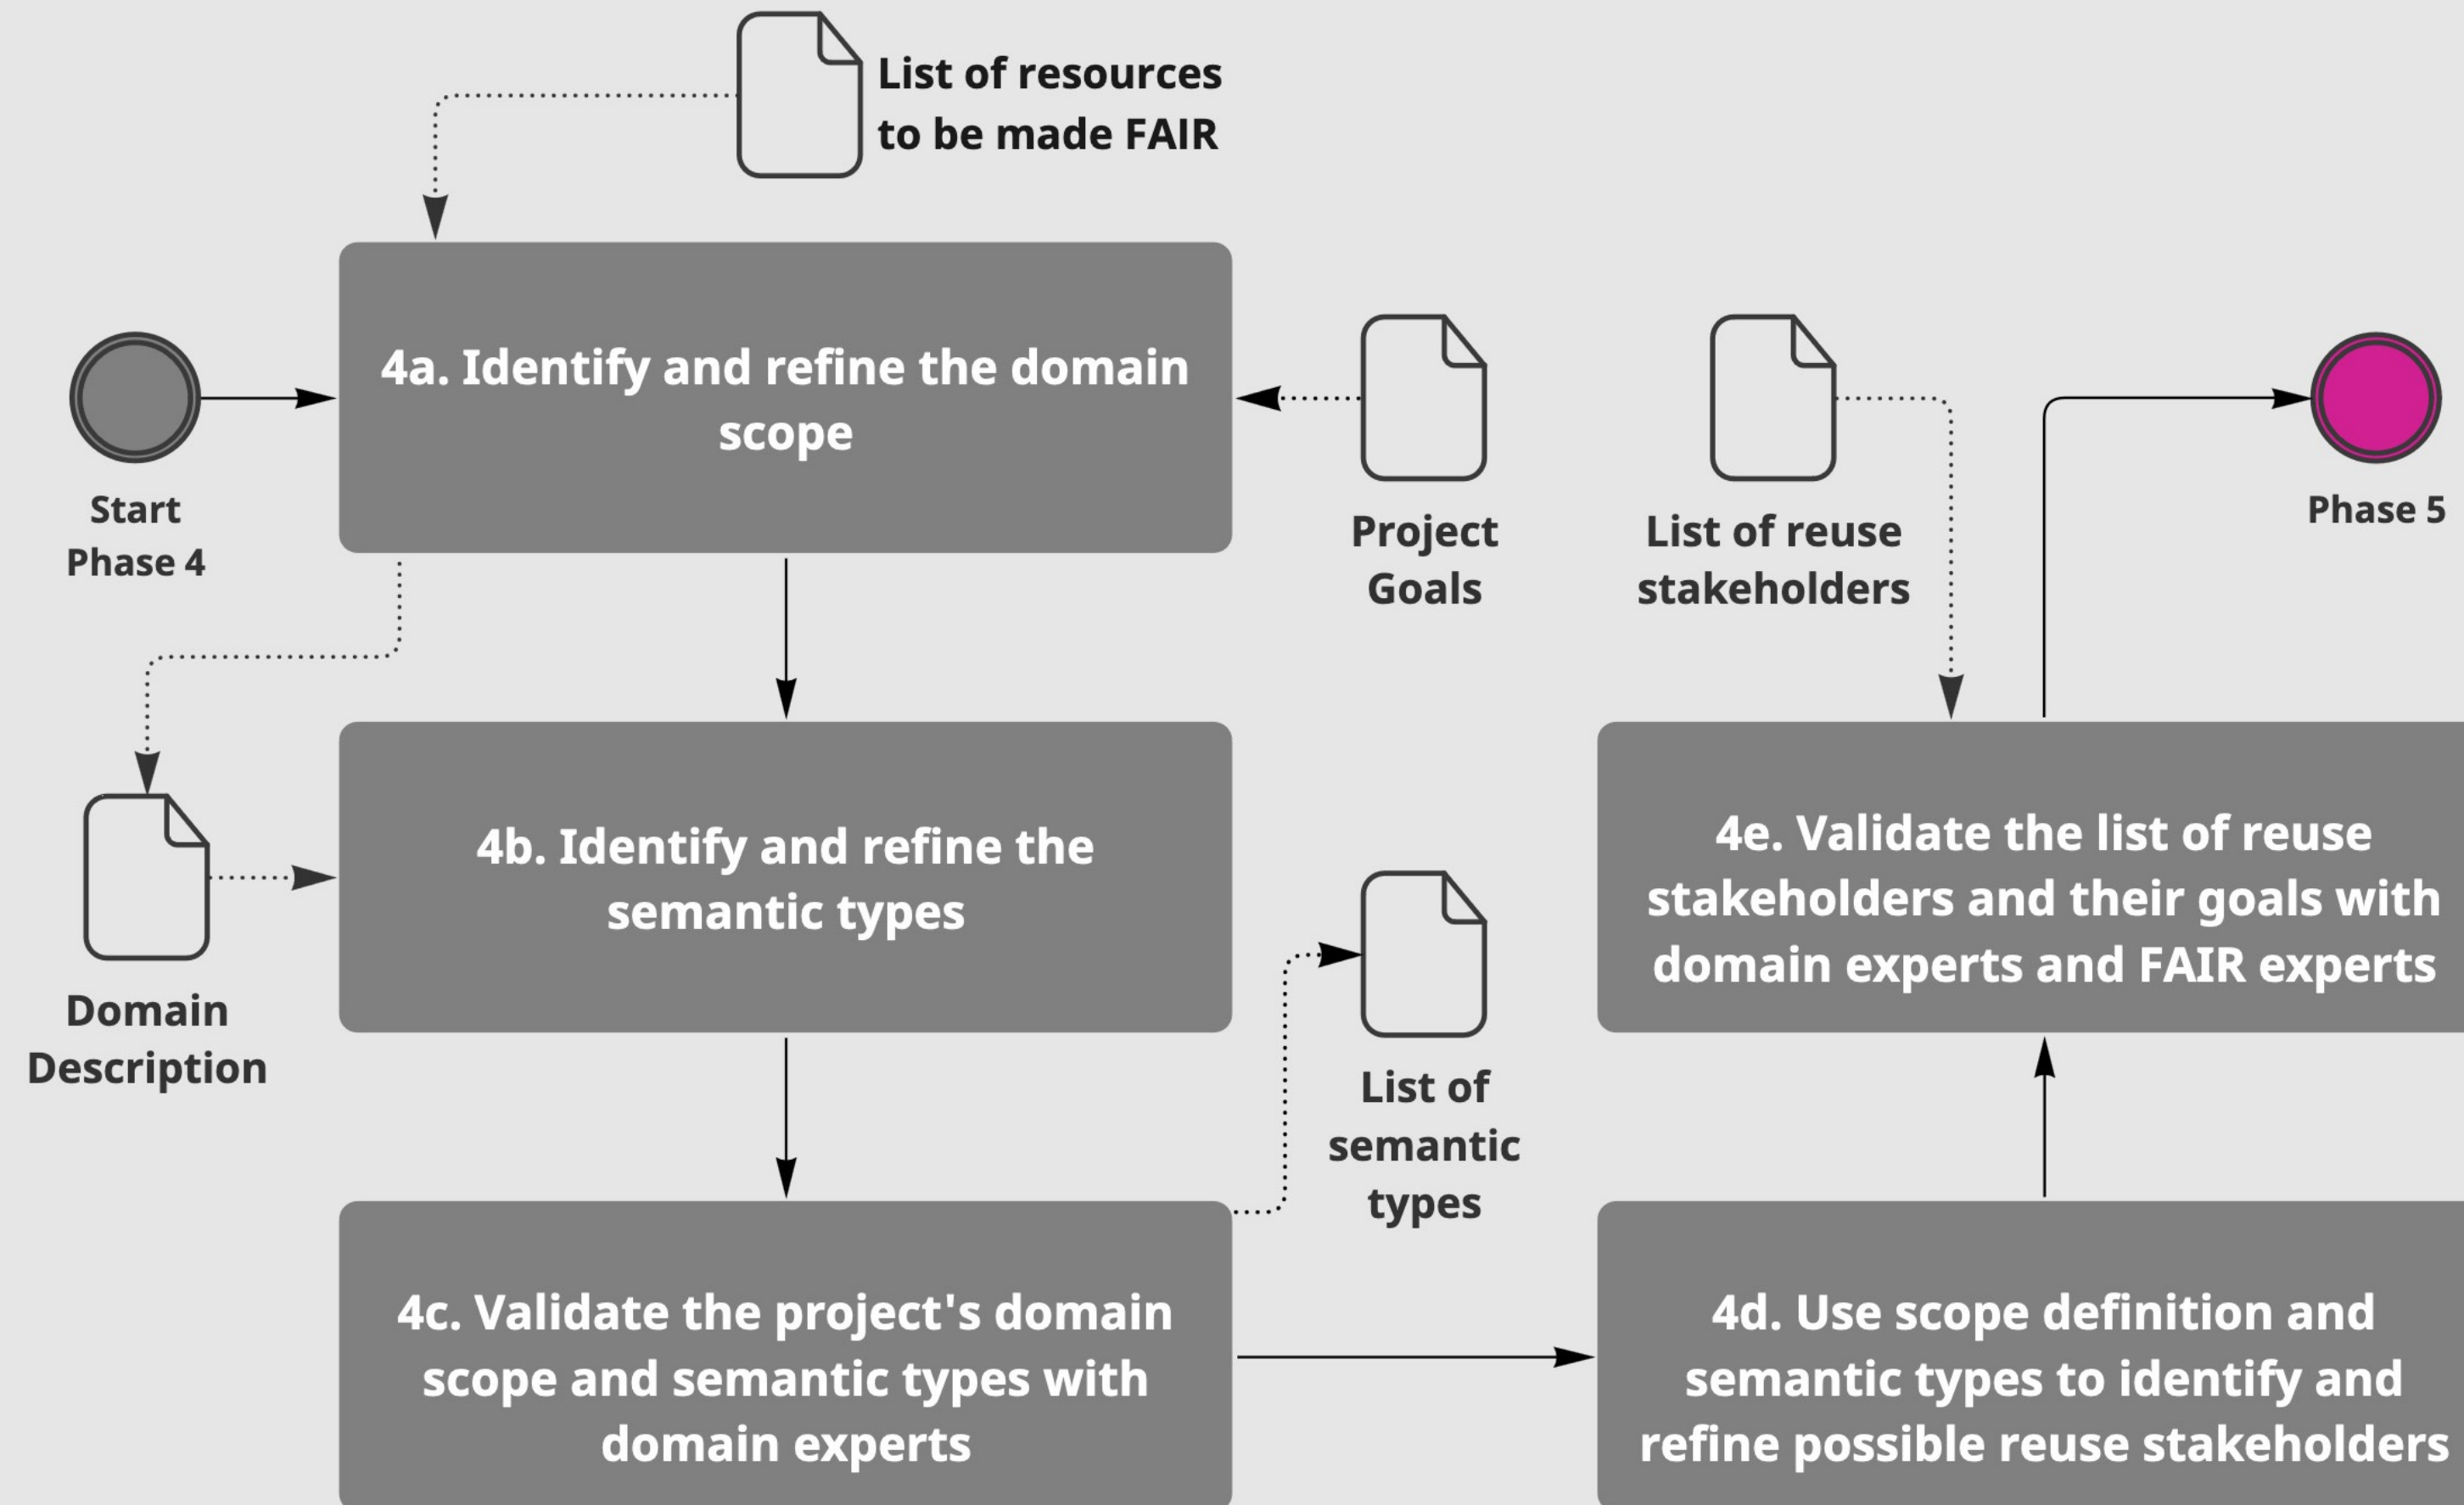 List of resources
to be made FAIR
Start
Phase 4
4a. Identify and refine the domain
scope
Project
Goals
List of reuse
stakeholders
Phase 5
Domain
Description
4b. Identify and refine the
semantic types
List of
semantic
types
4e. Validate the list of reuse
stakeholders and their goals with
domain experts and FAIR experts
4c. Validate the project's domain
scope and semantic types with
domain experts
4d. Use scope definition and
semantic types to identify and
refine possible reuse stakeholders